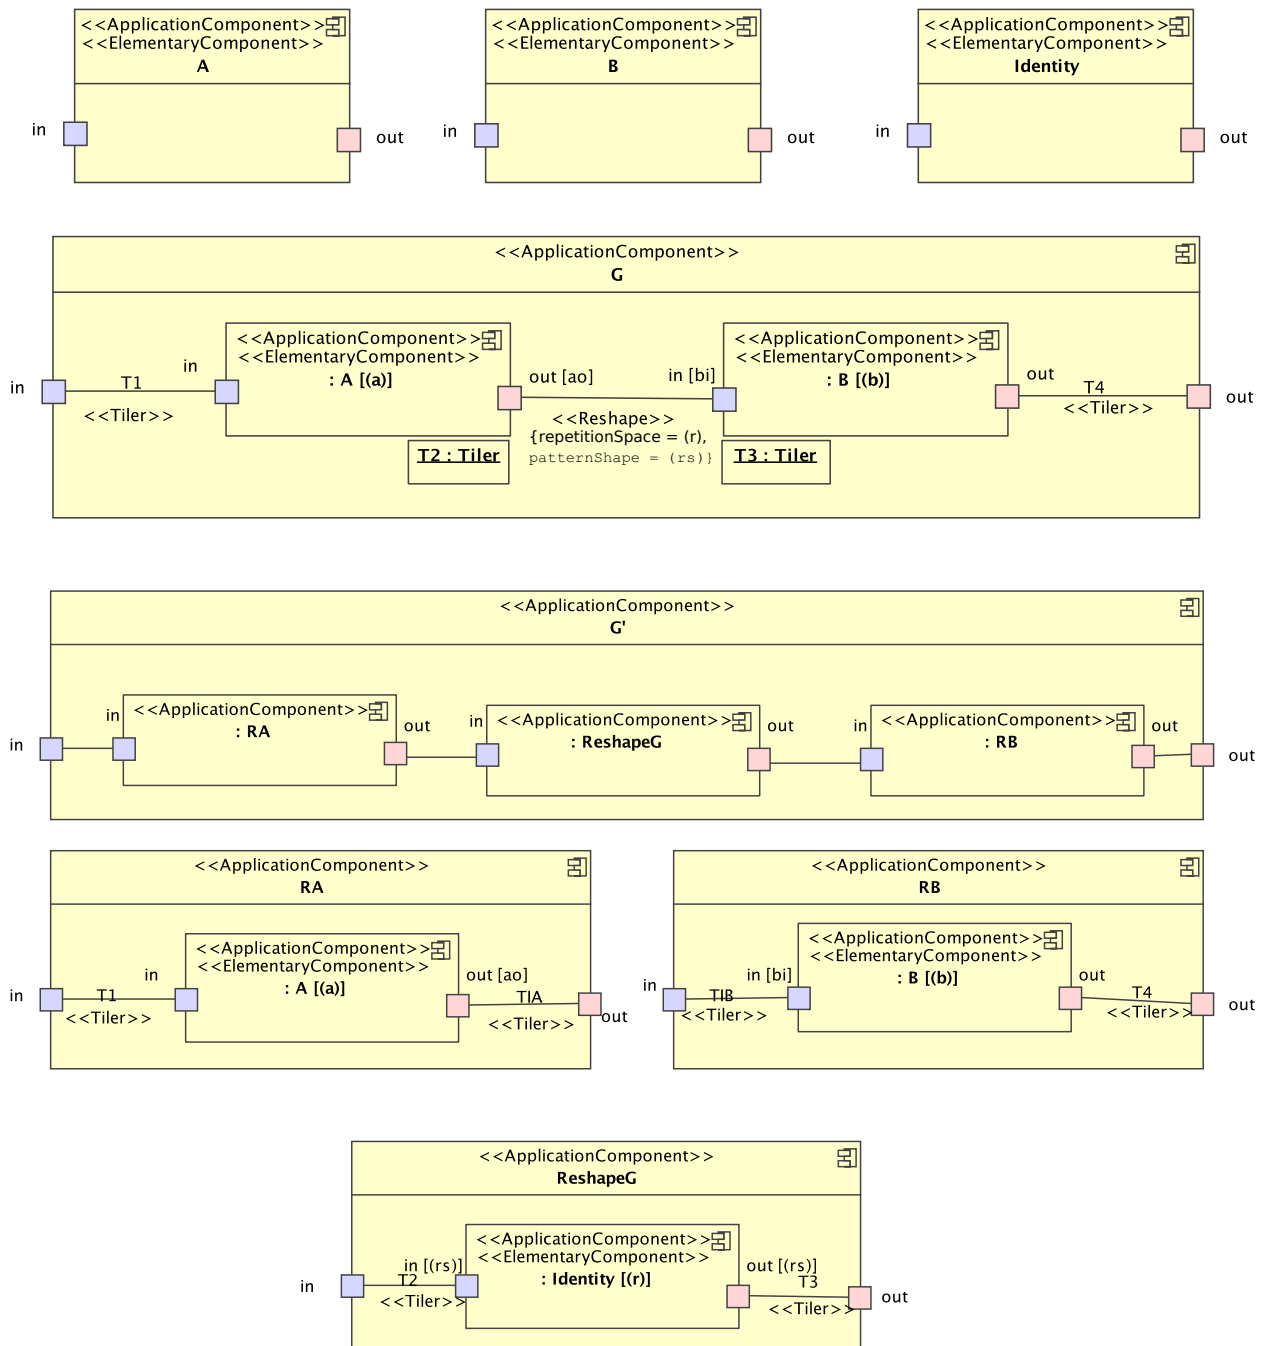 <<ApplicationComponent>>
<<ElementaryComponent>>
A
in
out
<<ApplicationComponent>>
<<ElementaryComponent>>
B
in
out
<<ApplicationComponent>>
<<ElementaryComponent>>
Identity
in
out
<<ApplicationComponent>>
G
in
T1
<<Tiler>>
in
<<ApplicationComponent>>
<<ElementaryComponent>>
: A [(a)]
out [ao]
in [bi]
<<Reshape>>
{repetitionSpace = (r),
patternShape = (rs)}
T2 : Tiler
T3 : Tiler
<<ApplicationComponent>>
<<ElementaryComponent>>
: B [(b)]
out
T4
<<Tiler>>
out
<<ApplicationComponent>>
G'
in
in
<<ApplicationComponent>>
: RA
out
in
<<ApplicationComponent>>
: ReshapeG
out
in
<<ApplicationComponent>>
: RB
out
out
<<ApplicationComponent>>
RA
in
T1
<<Tiler>>
in
<<ApplicationComponent>>
<<ElementaryComponent>>
: A [(a)]
out [ao]
TIA
<<Tiler>>
out
<<ApplicationComponent>>
RB
in
TIB
<<Tiler>>
in [bi]
<<ApplicationComponent>>
<<ElementaryComponent>>
: B [(b)]
out
T4
<<Tiler>>
out
<<ApplicationComponent>>
ReshapeG
in
in [(rs)]
T2
<<Tiler>>
<<ApplicationComponent>>
<<ElementaryComponent>>
: Identity [(r)]
out [(rs)]
T3
<<Tiler>>
out